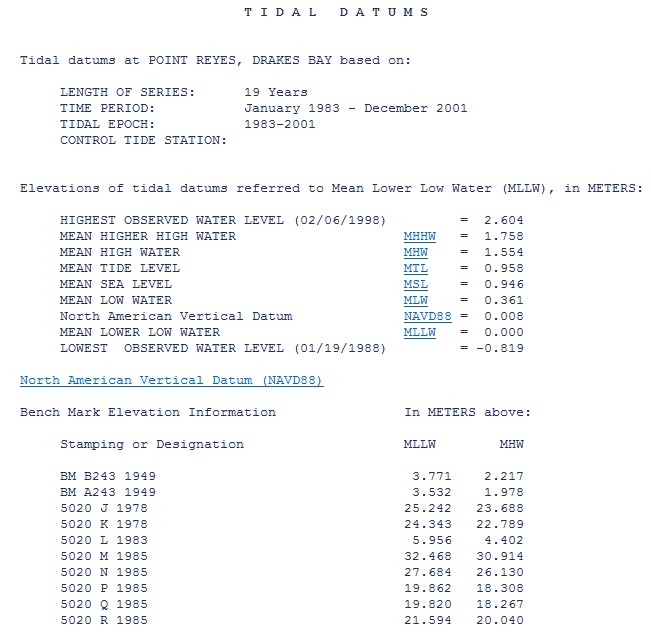 T I D A L   D A T U M S
Tidal datums at POINT REYES, DRAKES BAY based on:
LENGTH OF SERIES: 19 Years
TIME PERIOD: January 1983 - December 2001
TIDAL EPOCH: 1983-2001
CONTROL TIDE STATION:
Elevations of tidal datums referred to Mean Lower Low Water (MLLW), in METERS:
HIGHEST OBSERVED WATER LEVEL (02/06/1998) = 2.604
MEAN HIGHER HIGH WATER MHHW = 1.758
MEAN HIGH WATER MHW = 1.554
MEAN TIDE LEVEL MTL = 0.958
MEAN SEA LEVEL MSL = 0.946
MEAN LOW WATER MLW = 0.361
North American Vertical Datum NAVD88 = 0.008
MEAN LOWER LOW WATER MLLW = 0.000
LOWEST  OBSERVED WATER LEVEL (01/19/1988) = -0.819
North American Vertical Datum (NAVD88)
Bench Mark Elevation Information In METERS above:
Stamping or Designation MLLW MHW
BM B243 1949 3.771 2.217
BM A243 1949 3.532 1.978
5020 J 1978 25.242 23.688
5020 K 1978 24.343 22.789
5020 L 1983 5.956 4.402
5020 M 1985 32.468 30.914
5020 N 1985 27.684 26.130
5020 P 1985 19.862 18.308
5020 Q 1985 19.820 18.267
5020 R 1985 21.594 20.040